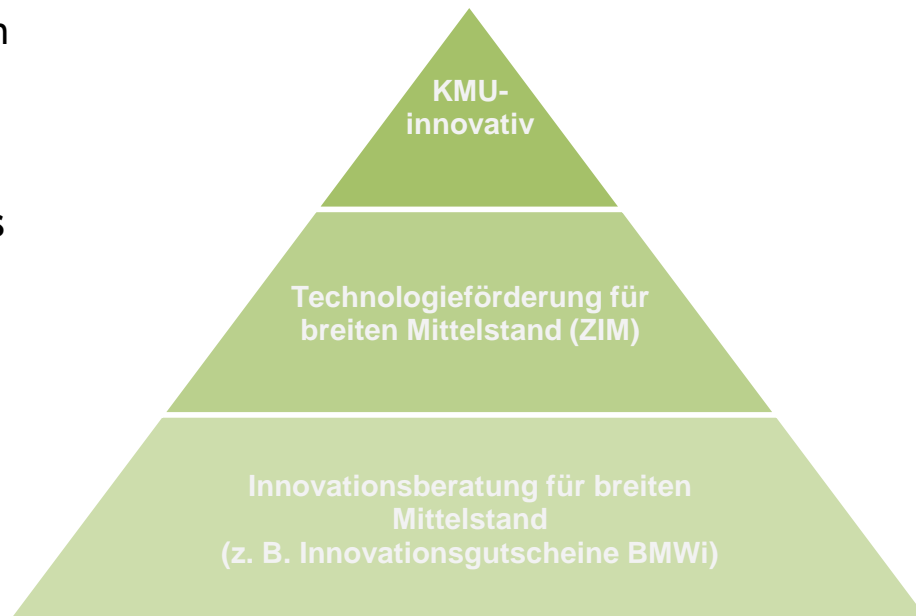 n
s
KMU-
innovativ
Technologieförderung für
breiten Mittelstand (ZIM)
Innovationsberatung für breiten
Mittelstand
(z. B. Innovationsgutscheine BMWi)